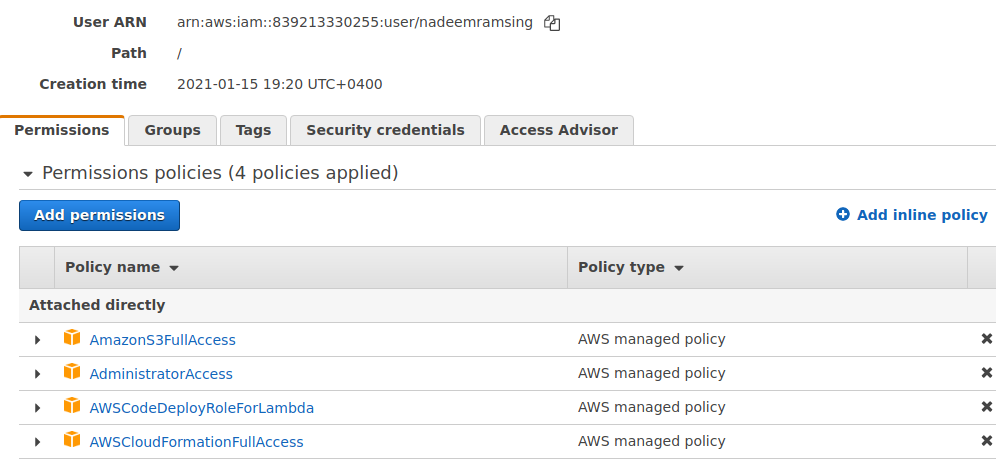 User ARN arn:aws:iam::839213330255:user/nadeemramsing
Path /
Creation time 2021-01-15 19:20 UTC+0400
Permissions Groups Tags Security credentials Access Advisor
Permissions policies (4 policies applied)
Add permissions Add inline policy
Policy name Policy type
Attached directly
AmazonS3FullAccess AWS managed policy
AdministratorAccess AWS managed policy
AWSCodeDeployRoleForLambda AWS managed policy
AWSCloudFormationFullAccess AWS managed policy